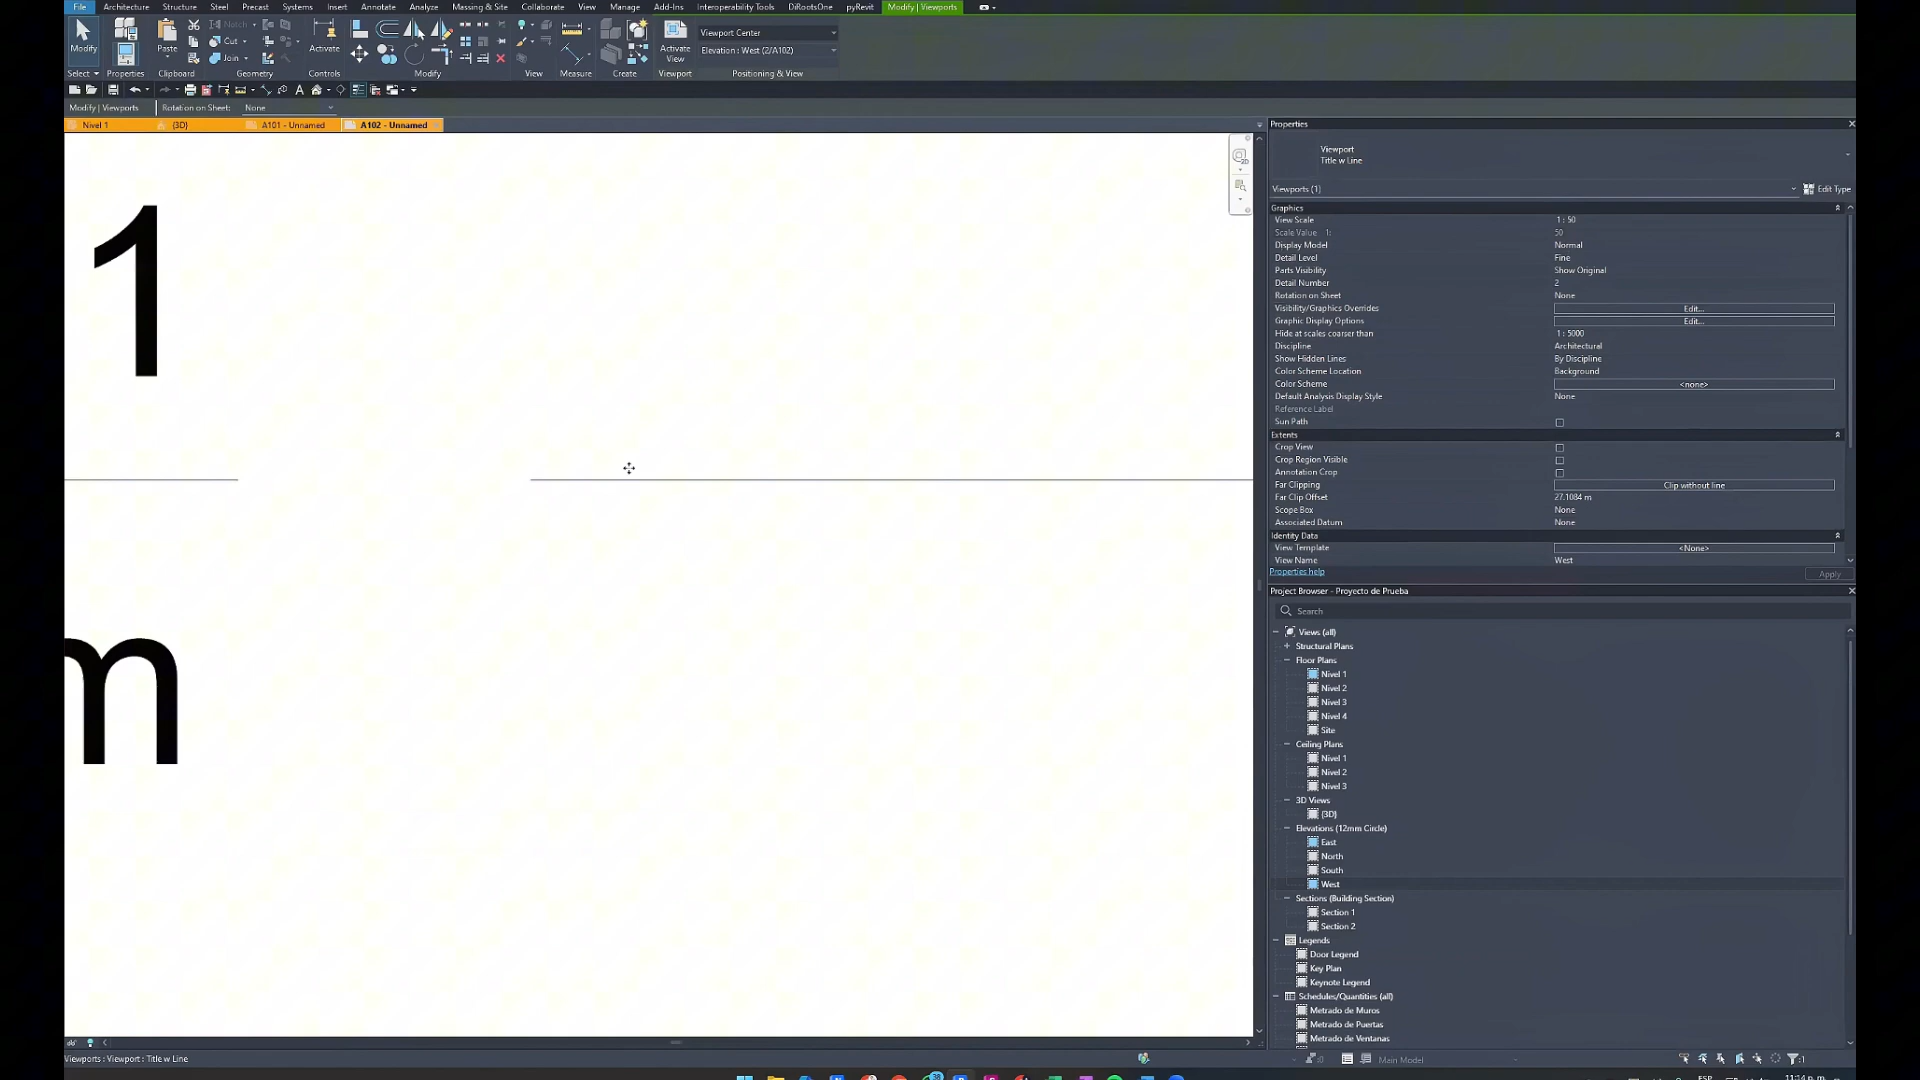 File Architecture Structure Steel Precast Systems Insert Annotate Analyze Massing & Site Collaborate View Manage Add-Ins Interoperability Tools DiRootsOne pyRevit Modify | Viewports
Modify Paste Notch Cut Join Activate Activate View Viewport Center
Elevation : West (2/A102)
Select Properties Clipboard Geometry Controls Modify View Measure Create Viewport Positioning & View
Modify | Viewports Rotation on Sheet: None
Nivel 1 {3D} A101 - Unnamed A102 - Unnamed
1
m
Properties
Viewport
Title w Line
Viewports (1) Edit Type
Graphics
View Scale 1 : 50
Scale Value 1: 50
Display Model Normal
Detail Level Fine
Parts Visibility Show Original
Detail Number 2
Rotation on Sheet None
Visibility/Graphics Overrides Edit...
Graphic Display Options Edit...
Hide at scales coarser than 1 : 5000
Discipline Architectural
Show Hidden Lines By Discipline
Color Scheme Location Background
Color Scheme <none>
Default Analysis Display Style None
Reference Label
Sun Path
Extents
Crop View
Crop Region Visible
Annotation Crop
Far Clipping Clip without line
Far Clip Offset 27.1084 m
Scope Box None
Associated Datum None
Identity Data
View Template <None>
View Name West
Properties help Apply
Project Browser - Proyecto de Prueba
Search
Views (all)
Structural Plans
Floor Plans
Nivel 1
Nivel 2
Nivel 3
Nivel 4
Site
Ceiling Plans
Nivel 1
Nivel 2
Nivel 3
3D Views
{3D}
Elevations (12mm Circle)
East
North
South
West
Sections (Building Section)
Section 1
Section 2
Legends
Door Legend
Key Plan
Keynote Legend
Schedules/Quantities (all)
Metrado de Muros
Metrado de Puertas
Metrado de Ventanas
Viewports : Viewport : Title w Line :0 Main Model :1